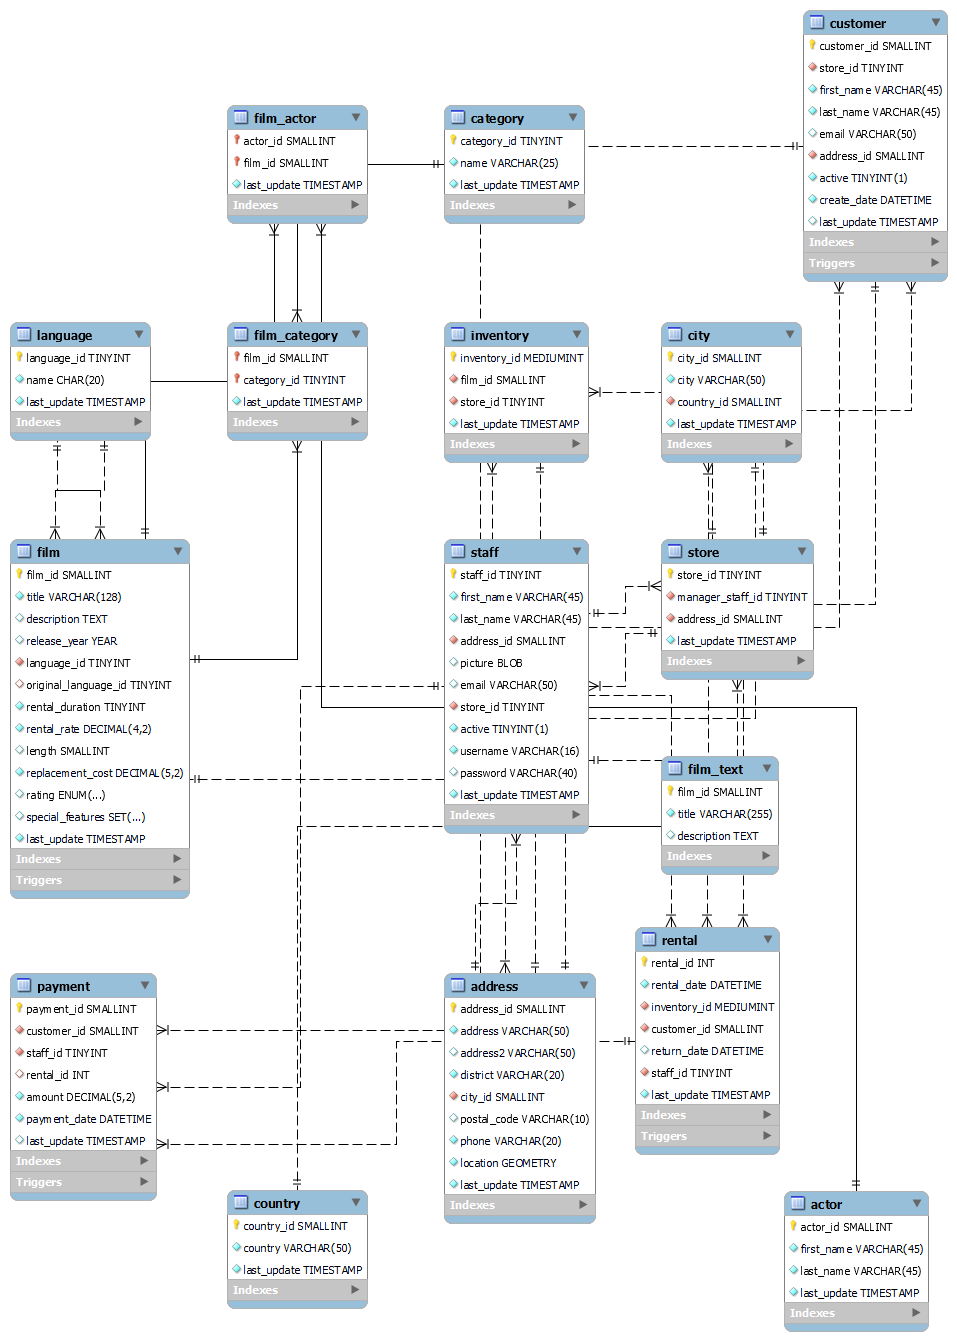 customer
customer_id SMALLINT
store_id TINYINT
first_name VARCHAR(45)
last_name VARCHAR(45)
email VARCHAR(50)
address_id SMALLINT
active TINYINT(1)
create_date DATETIME
last_update TIMESTAMP
Indexes
Triggers
film_actor
actor_id SMALLINT
film_id SMALLINT
last_update TIMESTAMP
Indexes
category
category_id TINYINT
name VARCHAR(25)
last_update TIMESTAMP
Indexes
language
language_id TINYINT
name CHAR(20)
last_update TIMESTAMP
Indexes
film_category
film_id SMALLINT
category_id TINYINT
last_update TIMESTAMP
Indexes
inventory
inventory_id MEDIUMINT
film_id SMALLINT
store_id TINYINT
last_update TIMESTAMP
Indexes
city
city_id SMALLINT
city VARCHAR(50)
country_id SMALLINT
last_update TIMESTAMP
Indexes
film
film_id SMALLINT
title VARCHAR(128)
description TEXT
release_year YEAR
language_id TINYINT
original_language_id TINYINT
rental_duration TINYINT
rental_rate DECIMAL(4,2)
length SMALLINT
replacement_cost DECIMAL(5,2)
rating ENUM(...)
special_features SET(...)
last_update TIMESTAMP
Indexes
Triggers
staff
staff_id TINYINT
first_name VARCHAR(45)
last_name VARCHAR(45)
address_id SMALLINT
picture BLOB
email VARCHAR(50)
store_id TINYINT
active TINYINT(1)
username VARCHAR(16)
password VARCHAR(40)
last_update TIMESTAMP
Indexes
store
store_id TINYINT
manager_staff_id TINYINT
address_id SMALLINT
last_update TIMESTAMP
Indexes
film_text
film_id SMALLINT
title VARCHAR(255)
description TEXT
Indexes
rental
rental_id INT
rental_date DATETIME
inventory_id MEDIUMINT
customer_id SMALLINT
return_date DATETIME
staff_id TINYINT
last_update TIMESTAMP
Indexes
Triggers
payment
payment_id SMALLINT
customer_id SMALLINT
staff_id TINYINT
rental_id INT
amount DECIMAL(5,2)
payment_date DATETIME
last_update TIMESTAMP
Indexes
Triggers
address
address_id SMALLINT
address VARCHAR(50)
address2 VARCHAR(50)
district VARCHAR(20)
city_id SMALLINT
postal_code VARCHAR(10)
phone VARCHAR(20)
location GEOMETRY
last_update TIMESTAMP
Indexes
country
country_id SMALLINT
country VARCHAR(50)
last_update TIMESTAMP
Indexes
actor
actor_id SMALLINT
first_name VARCHAR(45)
last_name VARCHAR(45)
last_update TIMESTAMP
Indexes